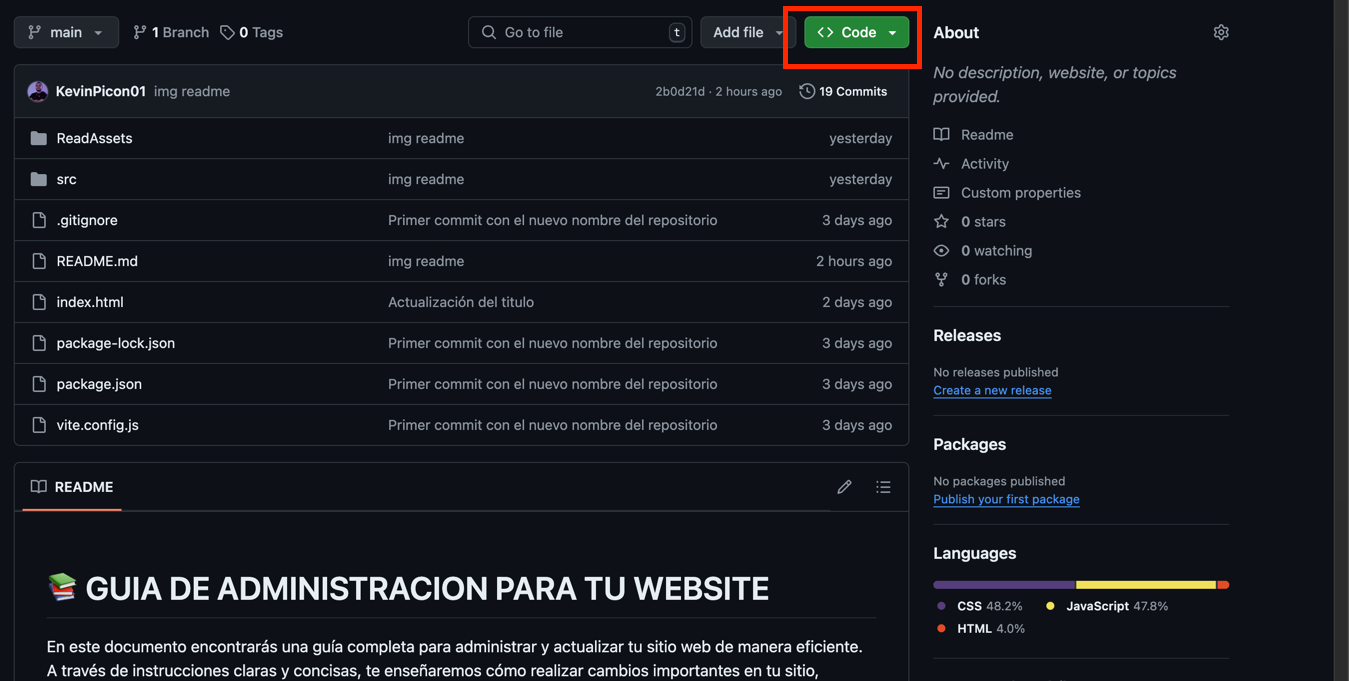 main 1 Branch 0 Tags Go to file t Add file <> Code
KevinPicon01 img readme 2b0d21d · 2 hours ago 19 Commits
ReadAssets img readme yesterday
src img readme yesterday
.gitignore Primer commit con el nuevo nombre del repositorio 3 days ago
README.md img readme 2 hours ago
index.html Actualización del titulo 2 days ago
package-lock.json Primer commit con el nuevo nombre del repositorio 3 days ago
package.json Primer commit con el nuevo nombre del repositorio 3 days ago
vite.config.js Primer commit con el nuevo nombre del repositorio 3 days ago
README
GUIA DE ADMINISTRACION PARA TU WEBSITE
En este documento encontrarás una guía completa para administrar y actualizar tu sitio web de manera eficiente.
A través de instrucciones claras y concisas, te enseñaremos cómo realizar cambios importantes en tu sitio,
About
No description, website, or topics
provided.
Readme
Activity
Custom properties
0 stars
0 watching
0 forks
Releases
No releases published
Create a new release
Packages
No packages published
Publish your first package
Languages
CSS 48.2% JavaScript 47.8%
HTML 4.0%